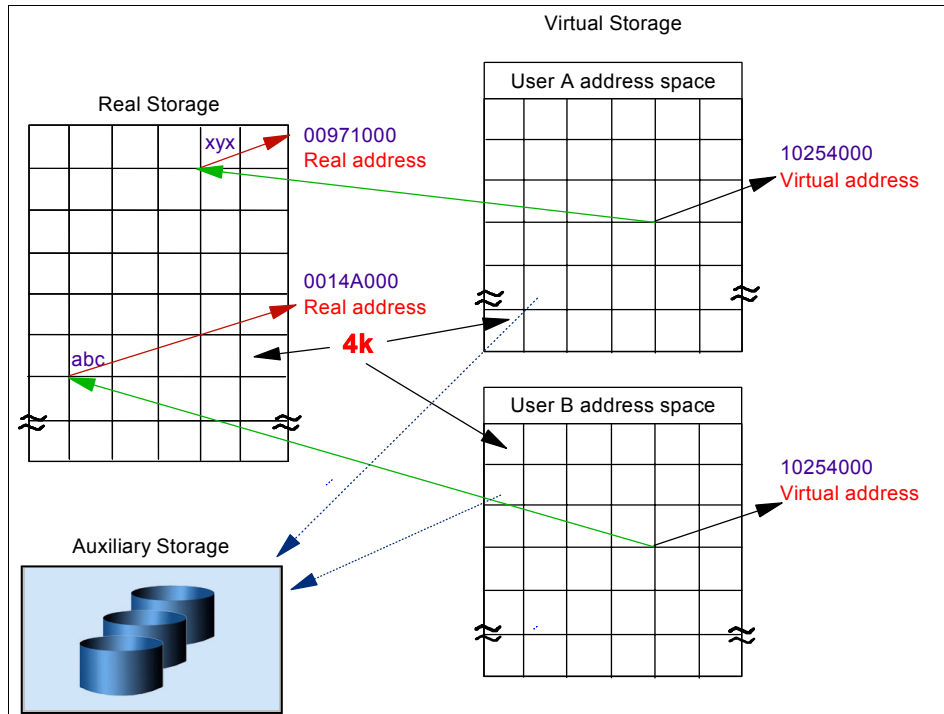 Virtual Storage
User A address space
Real Storage
xyx
00971000
Real address
10254000
Virtual address
0014A000
Real address
4k
abc
User B address space
10254000
Virtual address
Auxiliary Storage